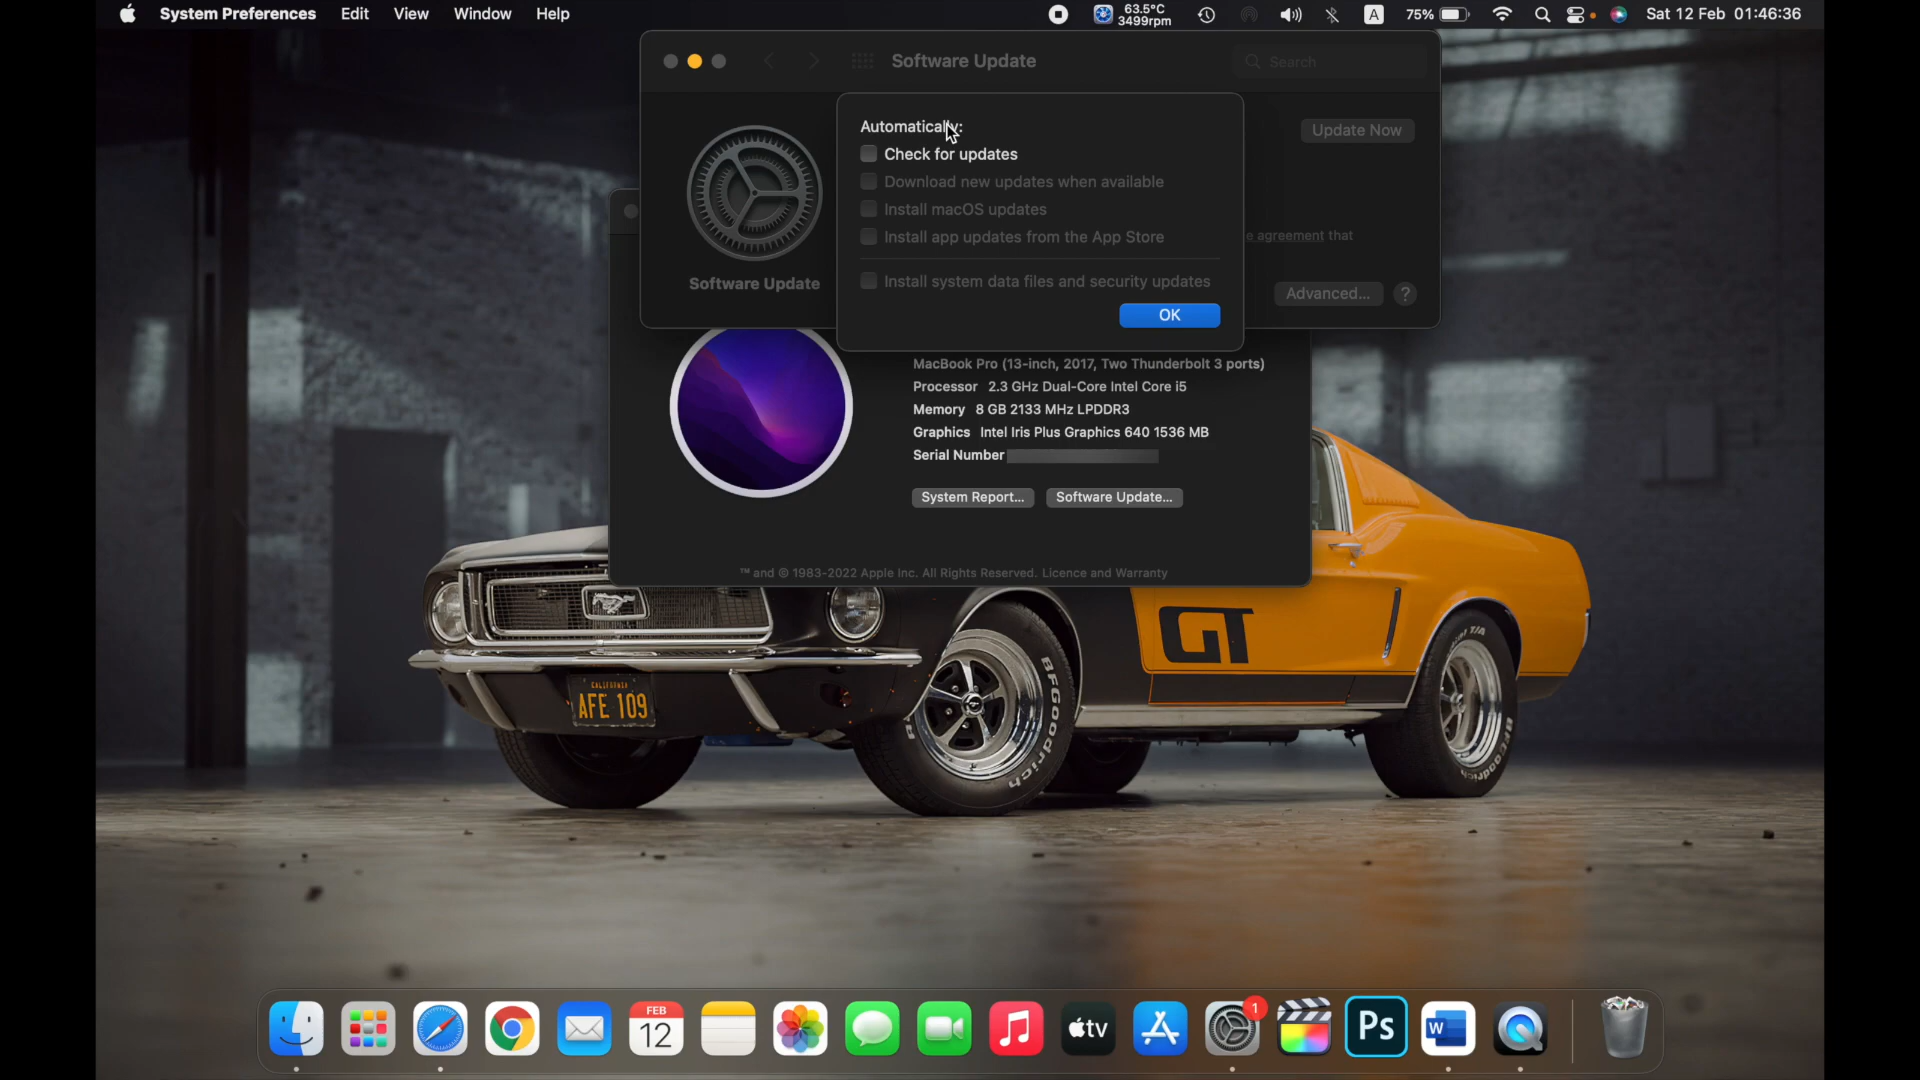 System Preferences Edit View Window Help
63.5°C
3499rpm
A
75%
Sat 12 Feb 01:46:36
Software Update
Search
Automatically:
Check for updates
Download new updates when available
Install macOS updates
Install app updates from the App Store
Install system data files and security updates
OK
Update Now
e agreement that
Advanced...
?
Software Update
MacBook Pro (13-inch, 2017, Two Thunderbolt 3 ports)
Processor 2.3 GHz Dual-Core Intel Core i5
Memory 8 GB 2133 MHz LPDDR3
Graphics Intel Iris Plus Graphics 640 1536 MB
Serial Number
System Report...
Software Update...
™ and © 1983-2022 Apple Inc. All Rights Reserved. Licence and Warranty
GT
CALIFORNIA
AFE 109
BFGoodrich
BFGoodrich
T/A
FEB
12
tv
1
Ps
W